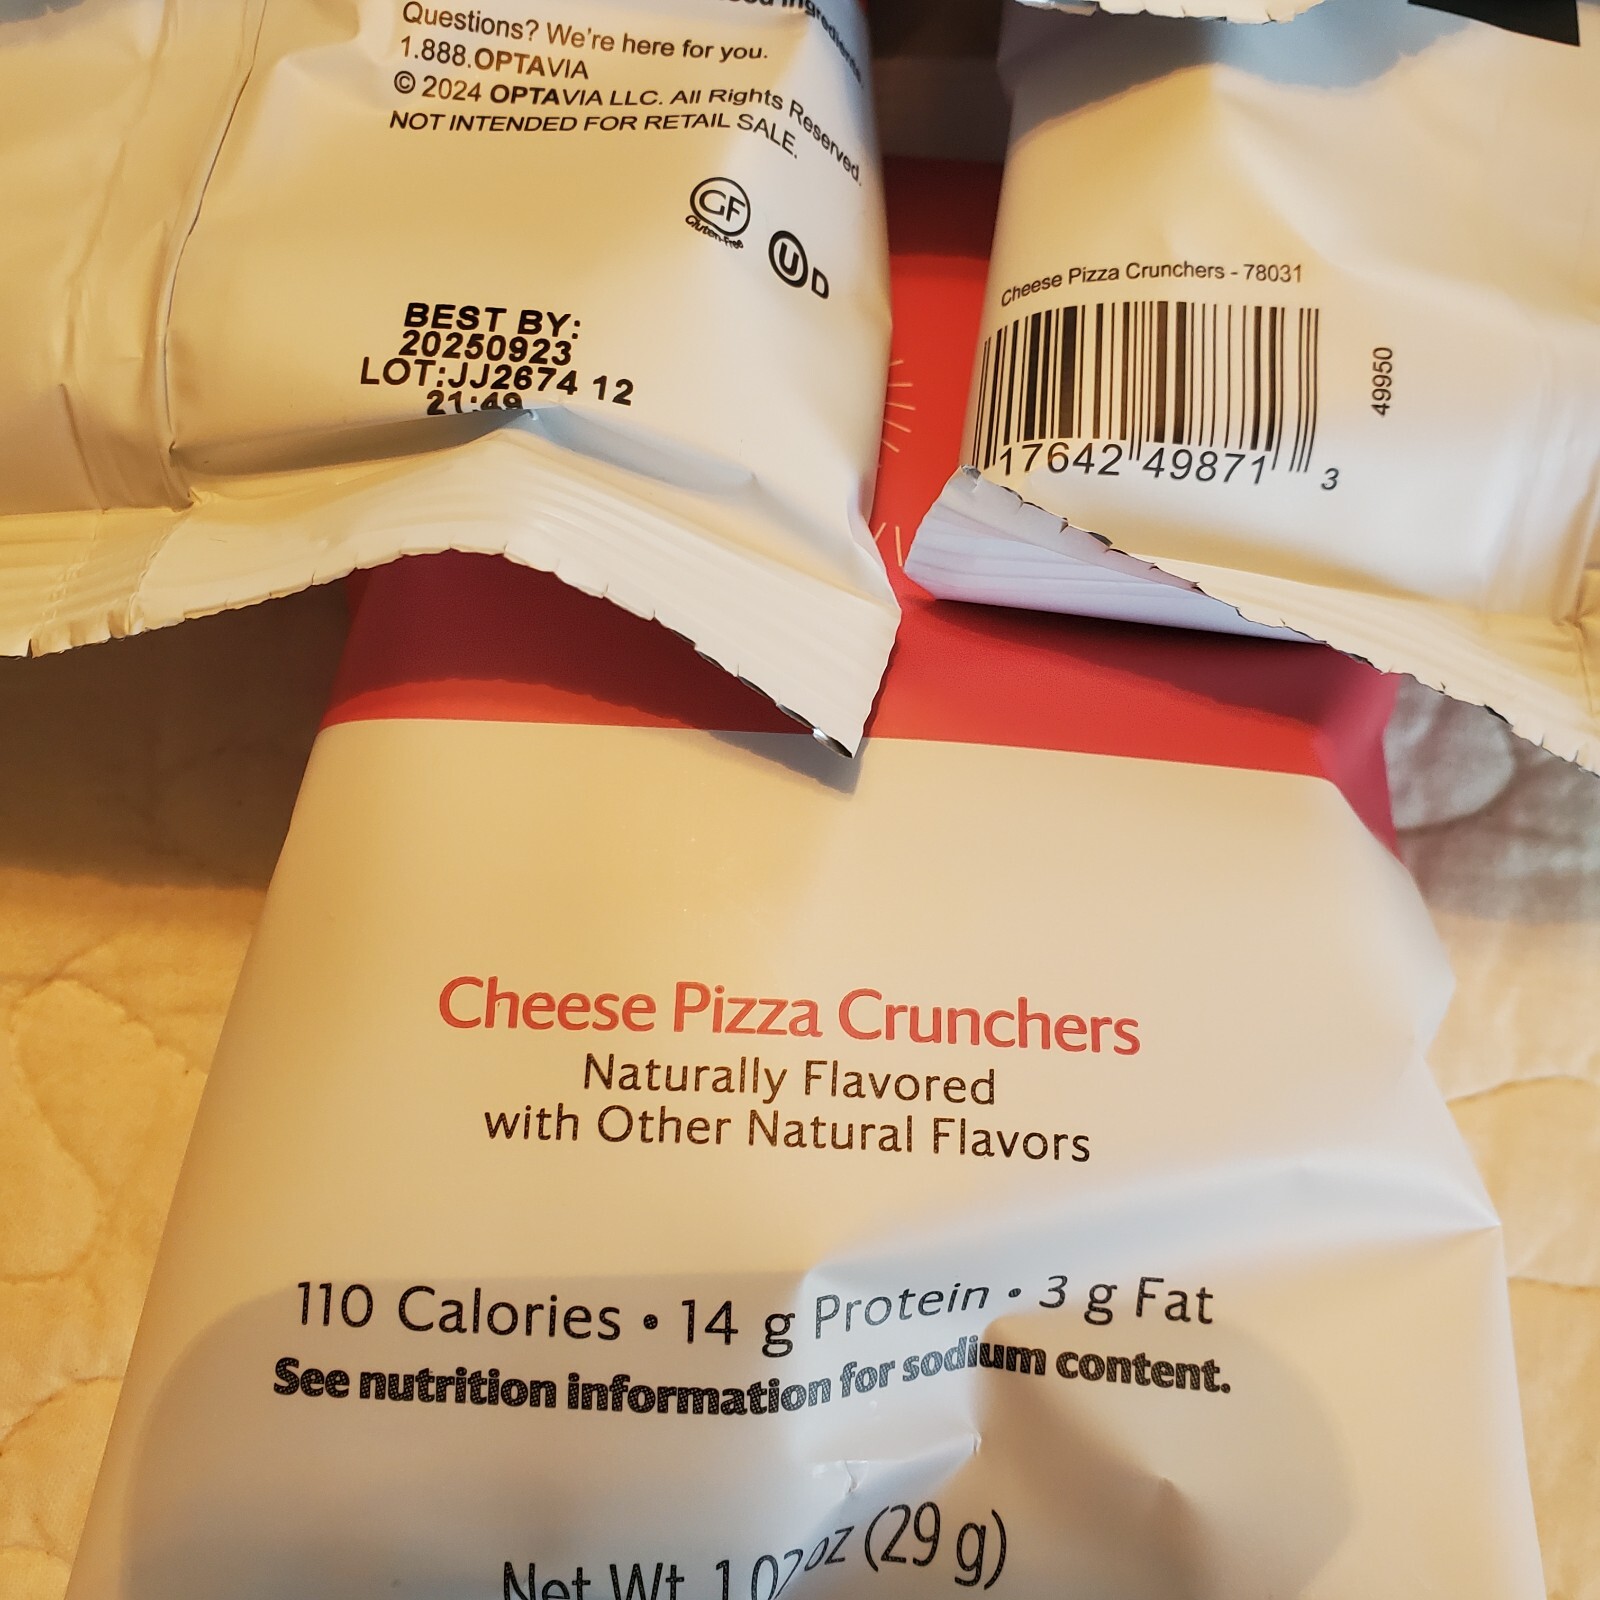 Ingredients.
Questions? We're here for you.
1.888.OPTAVIA
© 2024 OPTAVIA LLC. All Rights Reserved.
NOT INTENDED FOR RETAIL SALE.
GF
Gluten-Free
U D
BEST BY:
20250923
LOT:JJ2674 12
21:49
Cheese Pizza Crunchers - 78031
17642 49871 3
49950
Cheese Pizza Crunchers
Naturally Flavored
with Other Natural Flavors
110 Calories • 14 g Protein • 3 g Fat
See nutrition information for sodium content.
Net Wt 1.02 oz (29 g)